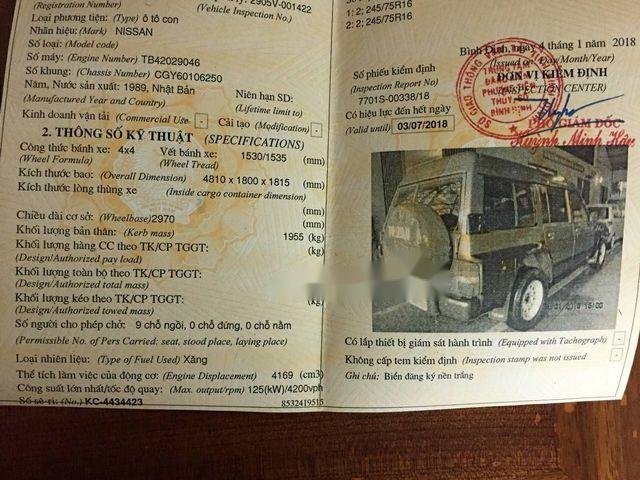 (Registration Number)
2905V-001422
(Vehicle Inspection No.)
Loại phương tiện: (Type) ô tô con
Nhãn hiệu: (Mark) NISSAN
Số loại: (Model code)
Số máy: (Engine Number) TB42029046
Số khung: (Chassis Number) CGY60106250
Năm, Nước sản xuất: 1989, Nhật Bản
(Manufactured Year and Country)
Niên hạn SD:
(Lifetime limit to)
Kinh doanh vận tải (Commercial Use) - Cải tạo (Modification) -
2. THÔNG SỐ KỸ THUẬT (SPECIFICATIONS)
Công thức bánh xe: 4x4 Vết bánh xe: 1530/1535 (mm)
(Wheel Formula) (Wheel Tread)
Kích thước bao: (Overall Dimension) 4810 x 1800 x 1815 (mm)
Kích thước lòng thùng xe (Inside cargo container dimension)
(mm)
Chiều dài cơ sở: (Wheelbase) 2970 (mm)
Khối lượng bản thân: (Kerb mass) 1955 (kg)
Khối lượng hàng CC theo TK/CP TGGT: (kg)
(Design/Authorized pay load)
Khối lượng toàn bộ theo TK/CP TGGT: (kg)
(Design/Authorized total mass)
Khối lượng kéo theo TK/CP TGGT: (kg)
(Design/Authorized towed mass)
Số người cho phép chở: 9 chỗ ngồi, 0 chỗ đứng, 0 chỗ nằm
(Permissible No. of Pers Carried: seat, stood place, laying place)
Loại nhiên liệu: (Type of Fuel Used) Xăng
Thể tích làm việc của động cơ: (Engine Displacement) 4169 (cm3)
Công suất lớn nhất/tốc độ quay: (Max. output/rpm) 125(kW)/4200vph
Số sê-ri: (No.) KC-4434423
8532419515
1: 2; 245/75R16
2: 2; 245/75R16
Bình Định, ngày 4 tháng 1 năm 2018
(Issued on: Day/Month/Year)
Số phiếu kiểm định
(Inspection Report No)
7701S-00338/18
ĐƠN VỊ KIỂM ĐỊNH
(INSPECTION CENTER)
Có hiệu lực đến hết ngày
(Valid until) 03/07/2018
GIÁM ĐỐC
Huỳnh Minh
Có lắp thiết bị giám sát hành trình (Equipped with Tachograph) -
Không cấp tem kiểm định (Inspection stamp was not issued -
Ghi chú: Biển đăng ký nền trắng